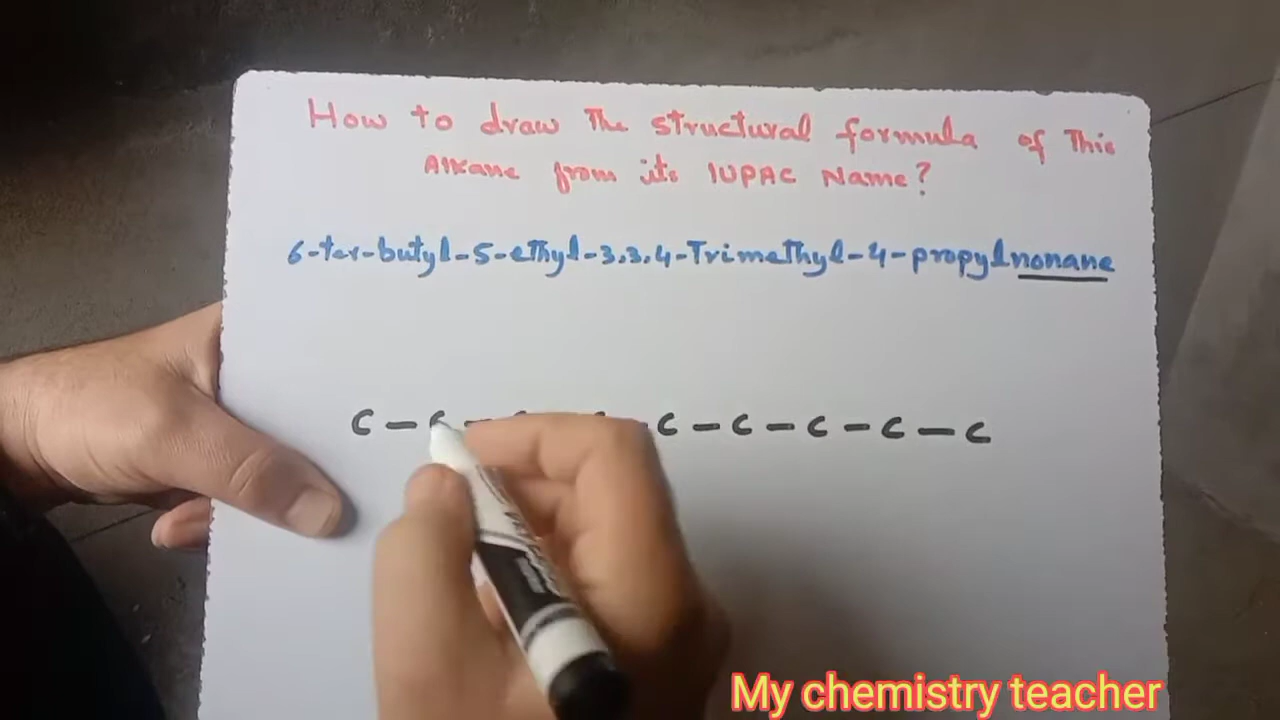 How to draw The structural formula of This
Alkane from its IUPAC Name?
6-ter-butyl-5-ethyl-3,3,4-Trimethyl-4-propylnonane
C - C - C - C - C - C - C - C - C
My chemistry teacher